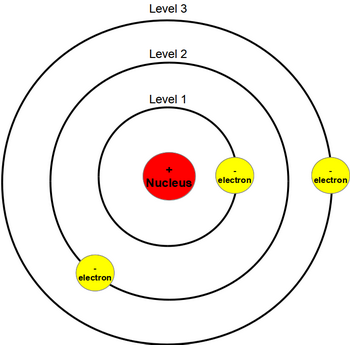 Level 3
Level 2
Level 1
+
Nucleus
-
electron
-
electron
-
electron